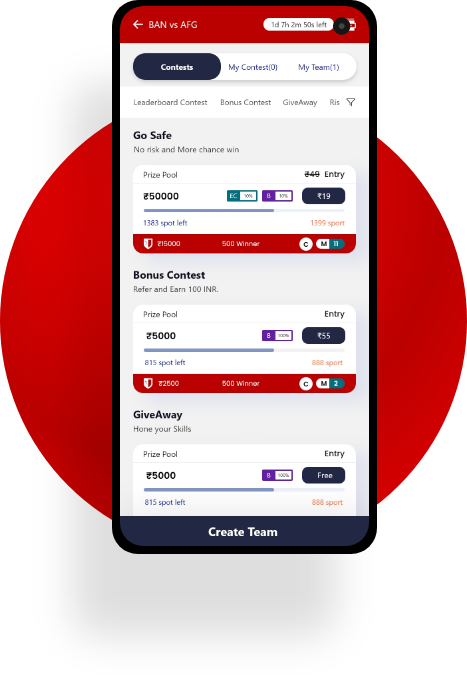 BAN vs AFG
1d 7h 2m 50s left
Contests
My Contest(0)
My Team(1)
Leaderboard Contest
Bonus Contest
GiveAway
Ris
Go Safe
No risk and More chance win
Prize Pool
₹49 Entry
₹50000
EC 10%
B 10%
₹19
1383 spot left
1399 sport
₹15000
500 Winner
C
M 11
Bonus Contest
Refer and Earn 100 INR.
Prize Pool
Entry
₹5000
B 100%
₹55
815 spot left
888 sport
₹2500
500 Winner
C
M 2
GiveAway
Hone your Skills
Prize Pool
Entry
₹5000
B 100%
Free
815 spot left
888 sport
Create Team